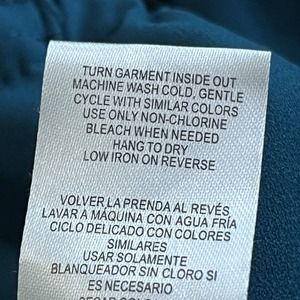 TURN GARMENT INSIDE OUT
MACHINE WASH COLD, GENTLE
CYCLE WITH SIMILAR COLORS
USE ONLY NON-CHLORINE
BLEACH WHEN NEEDED
HANG TO DRY
LOW IRON ON REVERSE
VOLVER LA PRENDA AL REVÉS
LAVAR A MÁQUINA CON AGUA FRÍA
CICLO DELICADO CON COLORES
SIMILARES
USAR SOLAMENTE
BLANQUEADOR SIN CLORO SI
ES NECESARIO